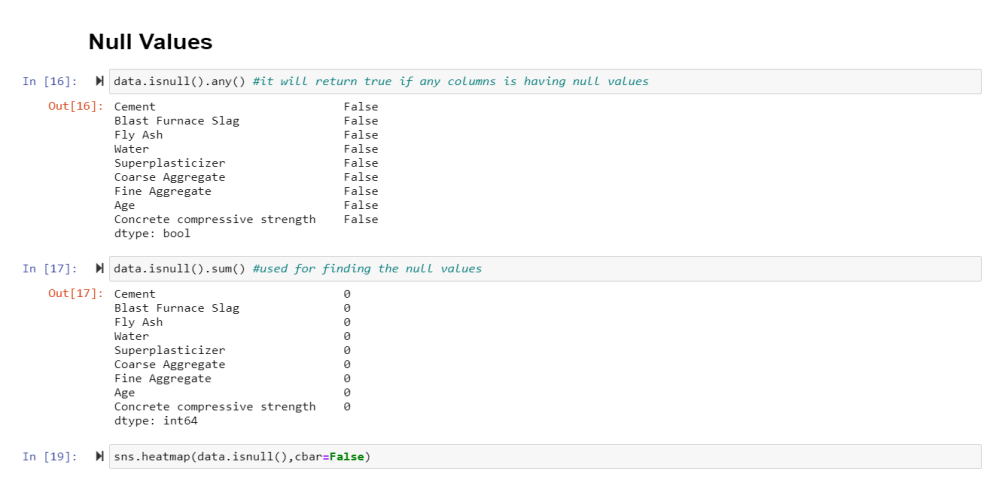 Null Values
In [16]: data.isnull().any() #it will return true if any columns is having null values
Out[16]: Cement False
Blast Furnace Slag False
Fly Ash False
Water False
Superplasticizer False
Coarse Aggregate False
Fine Aggregate False
Age False
Concrete compressive strength False
dtype: bool
In [17]: data.isnull().sum() #used for finding the null values
Out[17]: Cement 0
Blast Furnace Slag 0
Fly Ash 0
Water 0
Superplasticizer 0
Coarse Aggregate 0
Fine Aggregate 0
Age 0
Concrete compressive strength 0
dtype: int64
In [19]: sns.heatmap(data.isnull(),cbar=False)